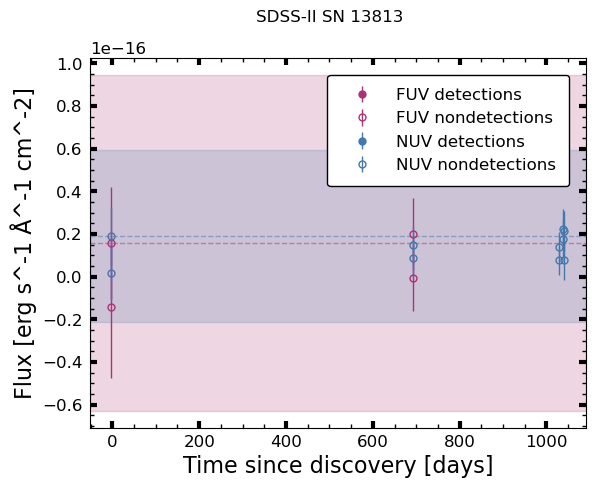 SDSS-II SN 13813
1e−16
1.0
0.8
0.6
0.4
0.2
0.0
−0.2
−0.4
−0.6
Flux [erg s^-1 Å^-1 cm^-2]
FUV detections
FUV nondetections
NUV detections
NUV nondetections
0 200 400 600 800 1000
Time since discovery [days]